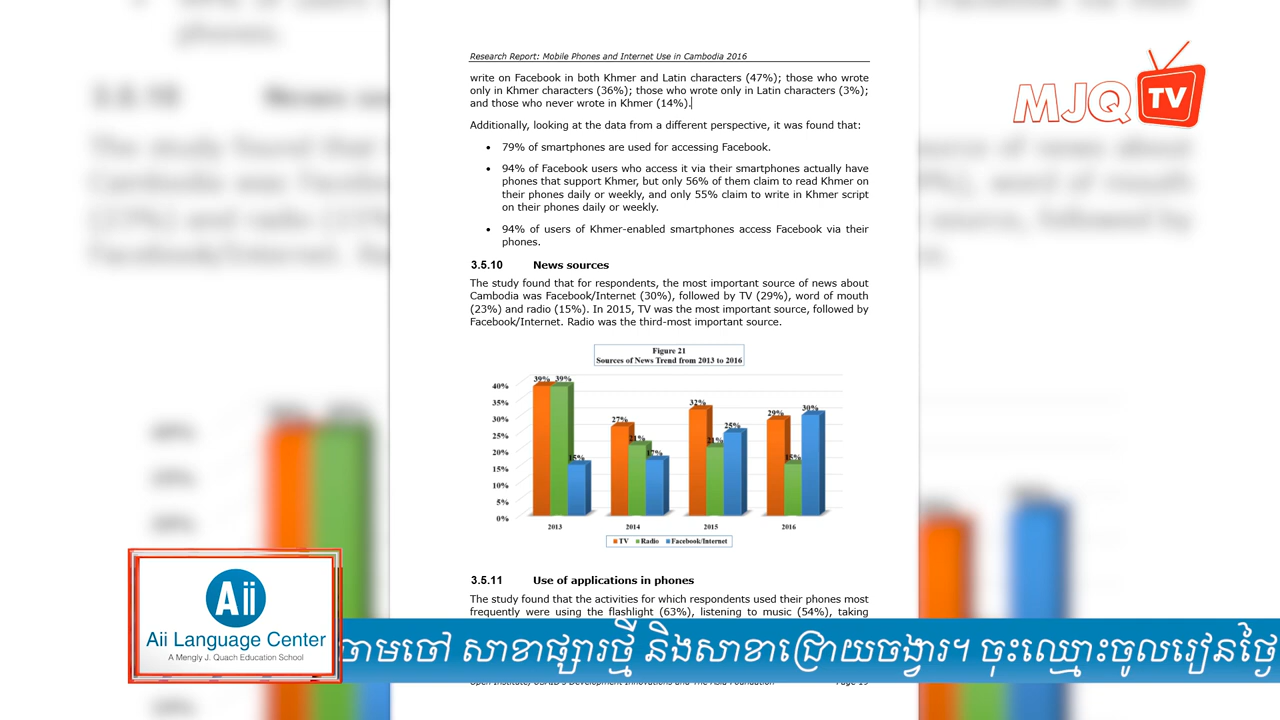 Research Report: Mobile Phones and Internet Use in Cambodia 2016
write on Facebook in both Khmer and Latin characters (47%); those who wrote
only in Khmer characters (36%); those who wrote only in Latin characters (3%);
and those who never wrote in Khmer (14%).
Additionally, looking at the data from a different perspective, it was found that:
• 79% of smartphones are used for accessing Facebook.
• 94% of Facebook users who access it via their smartphones actually have
phones that support Khmer, but only 56% of them claim to read Khmer on
their phones daily or weekly, and only 55% claim to write in Khmer script
on their phones daily or weekly.
• 94% of users of Khmer-enabled smartphones access Facebook via their
phones.
3.5.10 News sources
The study found that for respondents, the most important source of news about
Cambodia was Facebook/Internet (30%), followed by TV (29%), word of mouth
(23%) and radio (15%). In 2015, TV was the most important source, followed by
Facebook/Internet. Radio was the third-most important source.
Figure 21
Sources of News Trend from 2013 to 2016
40%
35%
30%
25%
20%
15%
10%
5%
0%
39% 39% 15%
27% 21% 17%
32% 21% 25%
29% 15% 30%
2013 2014 2015 2016
TV Radio Facebook/Internet
3.5.11 Use of applications in phones
The study found that the activities for which respondents used their phones most
frequently were using the flashlight (63%), listening to music (54%), taking
MJQ TV
Aii
Aii Language Center
A Mengly J. Quach Education School
ចាមចៅ សាខាផ្សារថ្មី និងសាខាជ្រោយចង្វារ។ ចុះឈ្មោះចូលរៀនថ្ងៃ